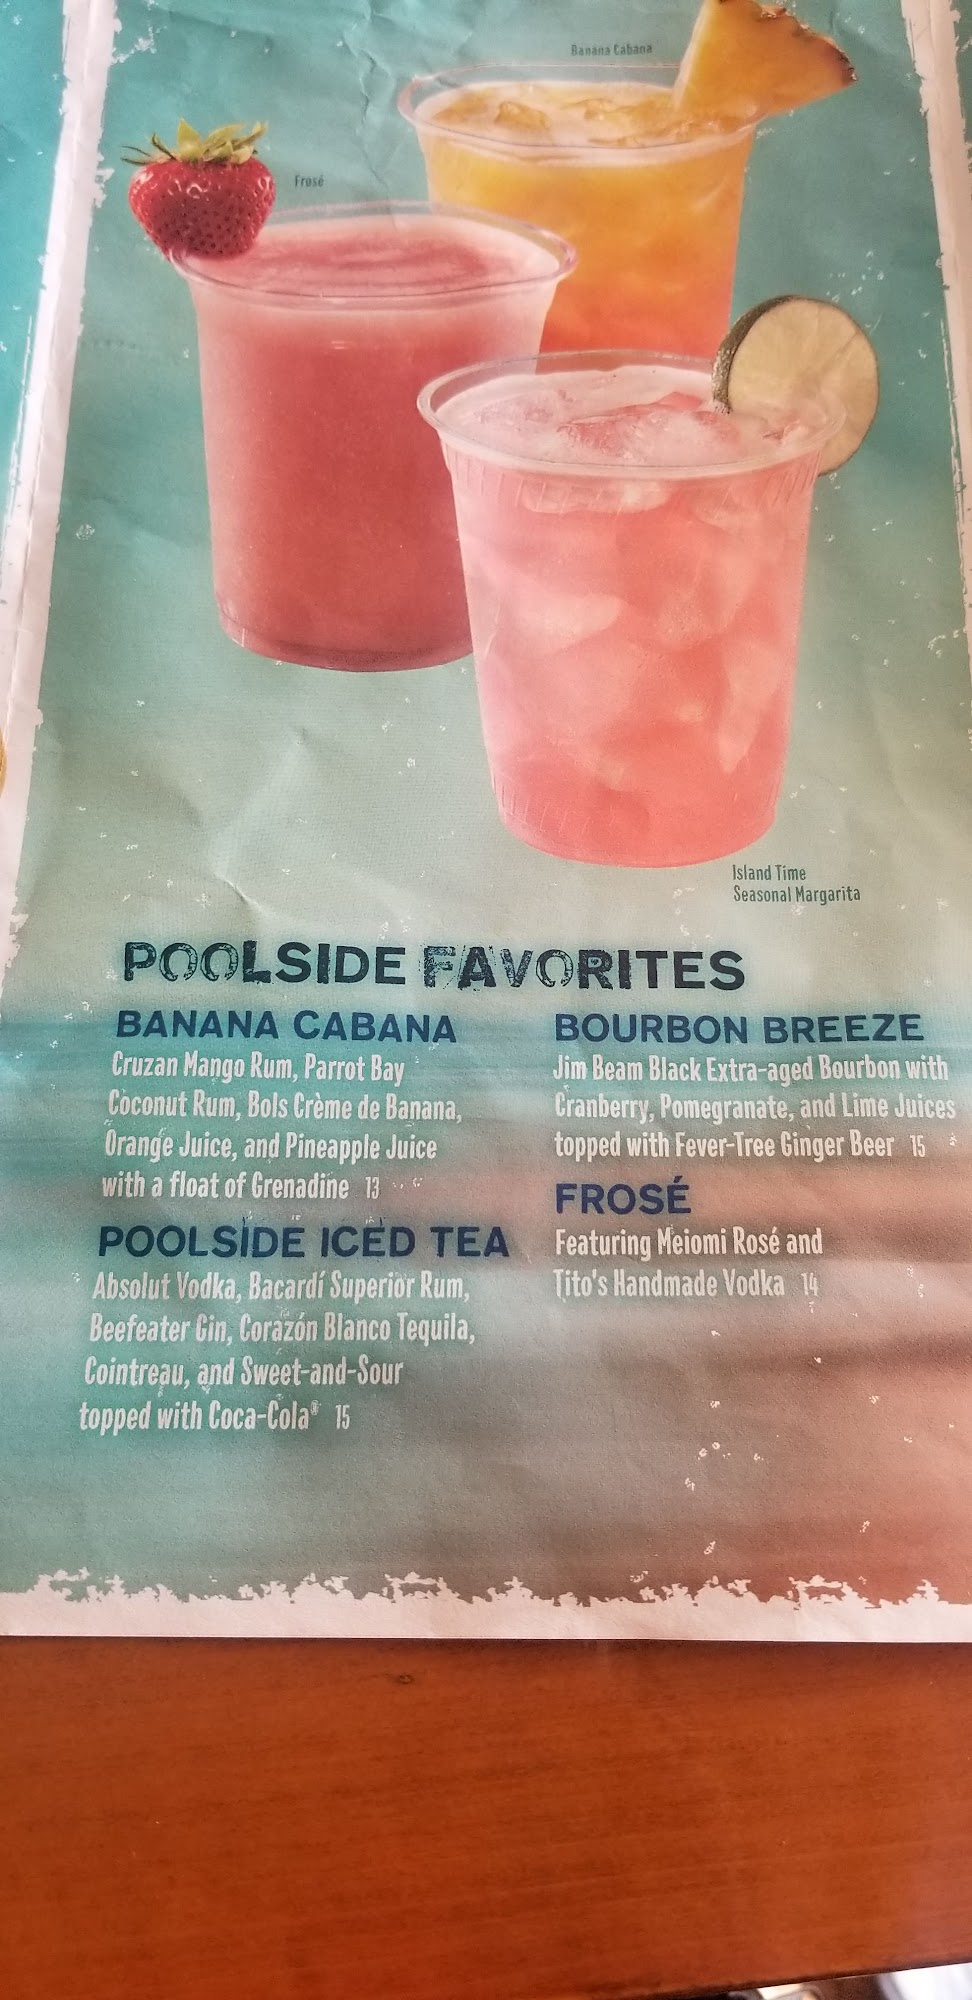 Banana Cabana
Frosé
Island Time
Seasonal Margarita
POOLSIDE FAVORITES
BANANA CABANA
Cruzan Mango Rum, Parrot Bay
Coconut Rum, Bols Crème de Banana,
Orange Juice, and Pineapple Juice
with a float of Grenadine 13
POOLSIDE ICED TEA
Absolut Vodka, Bacardí Superior Rum,
Beefeater Gin, Corazón Blanco Tequila,
Cointreau, and Sweet-and-Sour
topped with Coca-Cola® 15
BOURBON BREEZE
Jim Beam Black Extra-aged Bourbon with
Cranberry, Pomegranate, and Lime Juices
topped with Fever-Tree Ginger Beer 15
FROSÉ
Featuring Meiomi Rosé and
Tito's Handmade Vodka 14